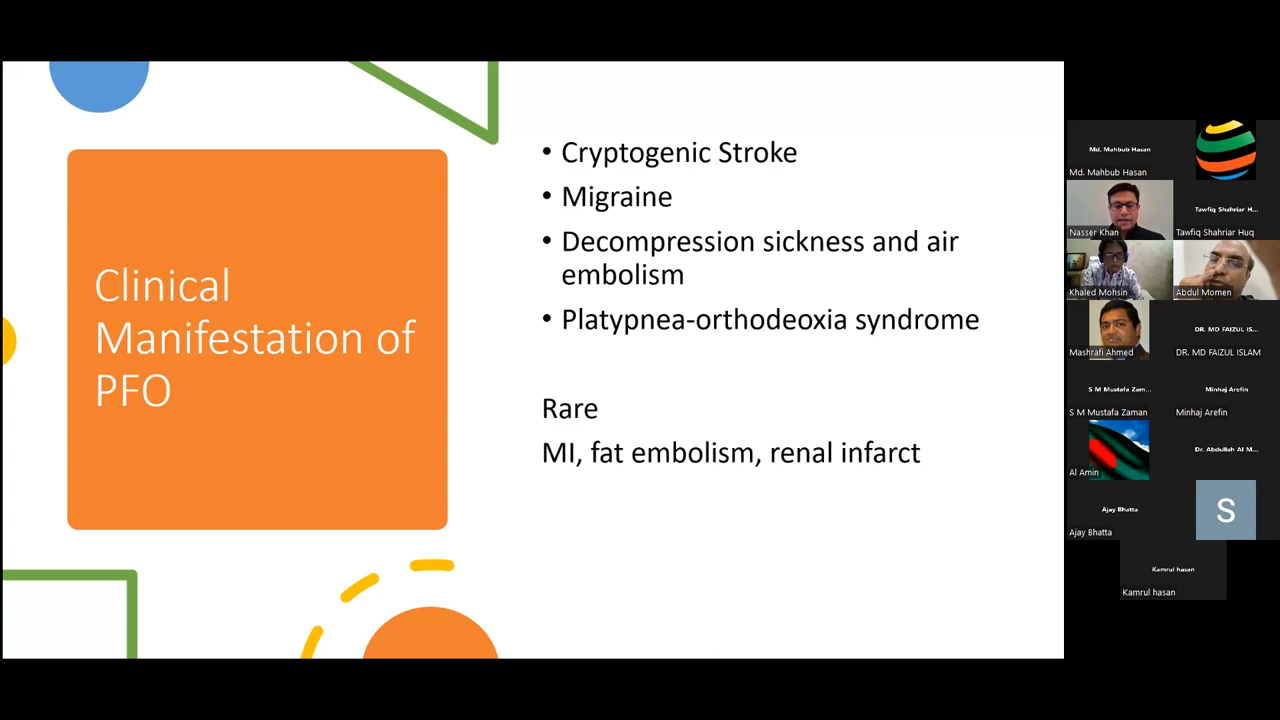 Clinical
Manifestation of
PFO
• Cryptogenic Stroke
• Migraine
• Decompression sickness and air
embolism
• Platypnea-orthodeoxia syndrome
Rare
MI, fat embolism, renal infarct
Md. Mahbub Hasan
Md. Mahbub Hasan
Nasser Khan
Tawfiq Shahriar H...
Tawfiq Shahriar Huq
Khaled Mohsin
Abdul Momen
Mashrafi Ahmed
DR. MD FAIZUL IS...
DR. MD FAIZUL ISLAM
S M Mustafa Zam...
S M Mustafa Zaman
Minhaj Arefin
Minhaj Arefin
Al Amin
Dr. Abdullah Al M...
Ajay Bhatta
Ajay Bhatta
S
Kamrul hasan
Kamrul hasan